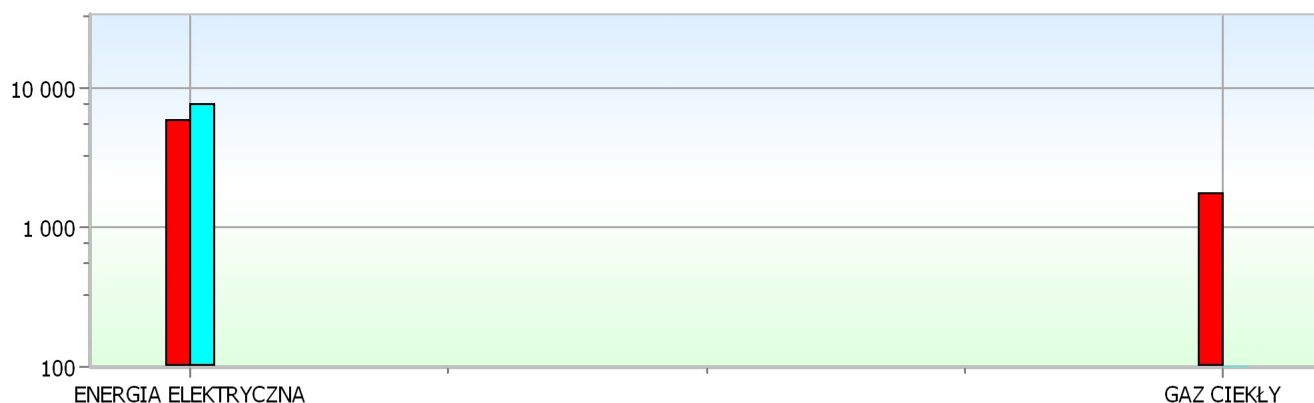 10 000
1 000
100
ENERGIA ELEKTRYCZNA
GAZ CIEKŁY